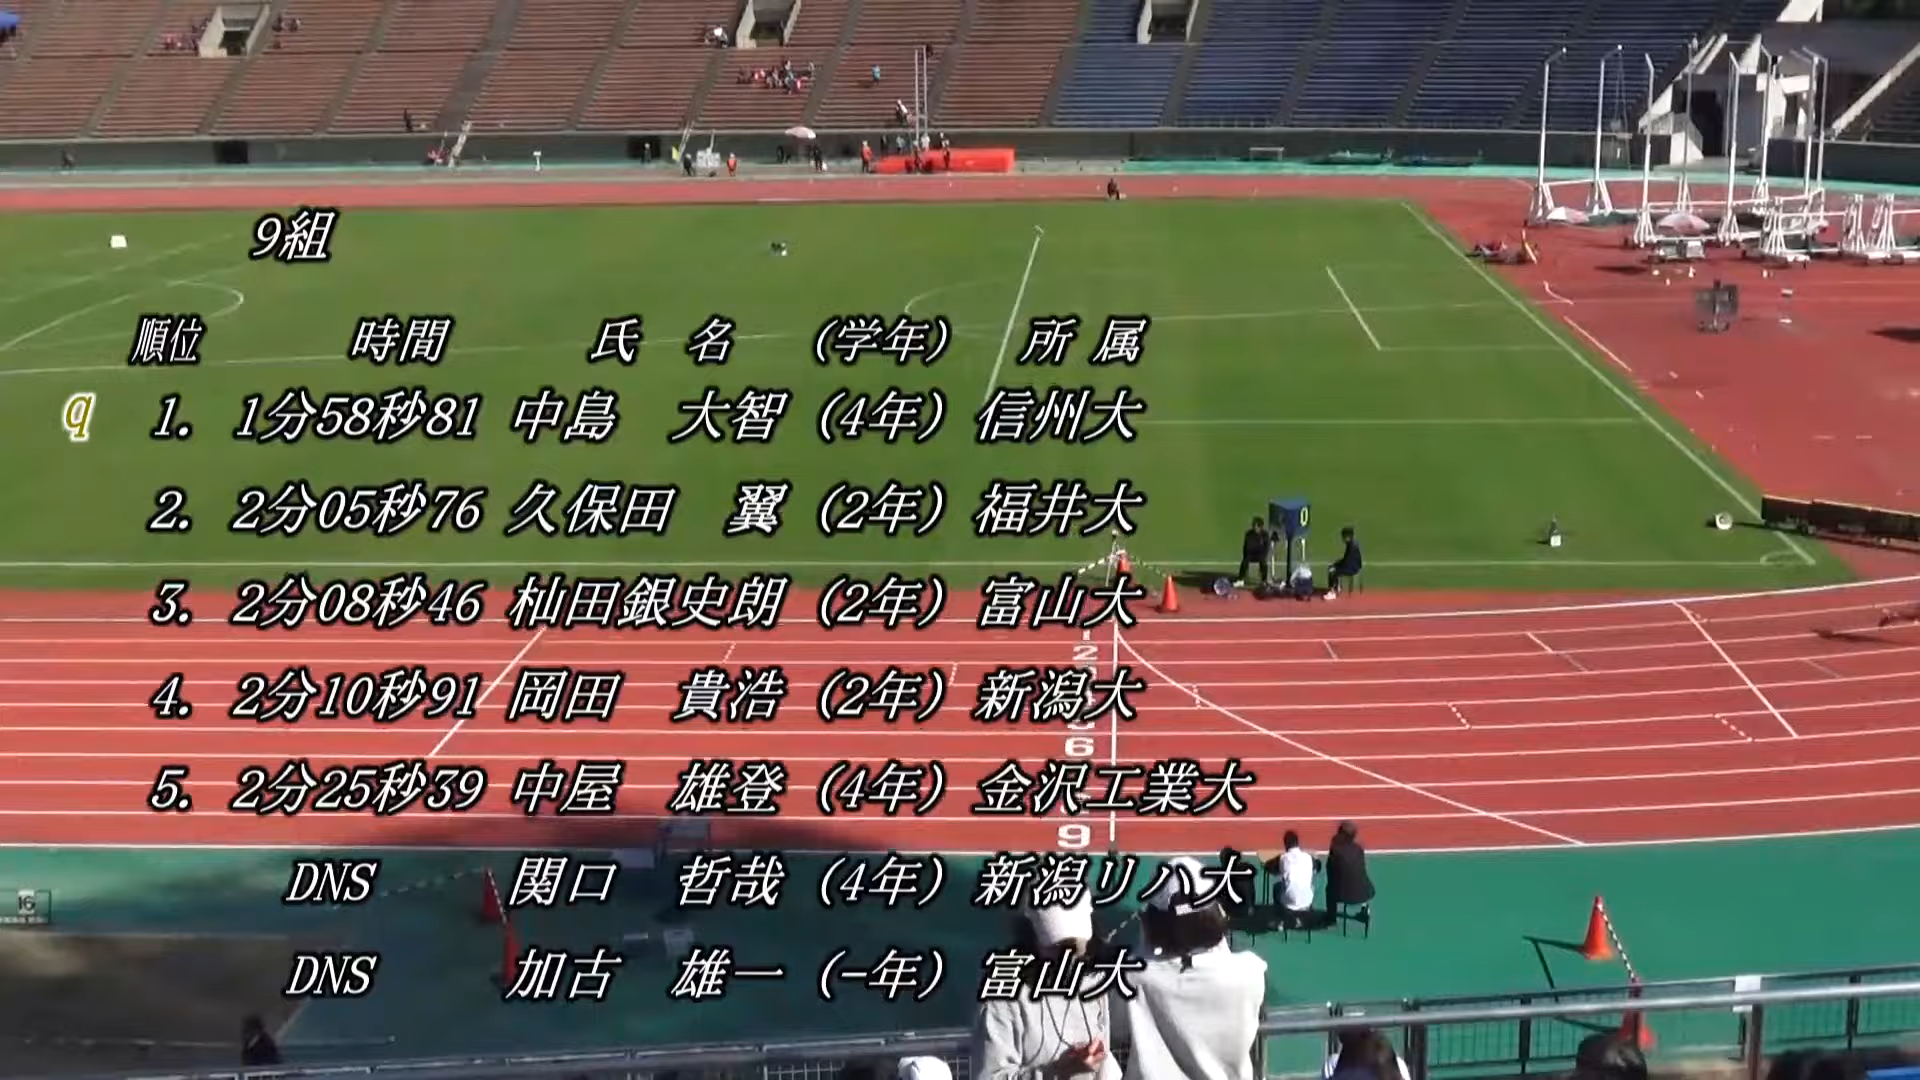 9組
順位 時間 氏 名 (学年) 所 属
q 1. 1分58秒81 中島 大智 (4年) 信州大
2. 2分05秒76 久保田 翼 (2年) 福井大
3. 2分08秒46 杣田銀史朗 (2年) 富山大
4. 2分10秒91 岡田 貴浩 (2年) 新潟大
5. 2分25秒39 中屋 雄登 (4年) 金沢工業大
DNS 関口 哲哉 (4年) 新潟リハ大
DNS 加古 雄一 (-年) 富山大
0
2
6
9
16